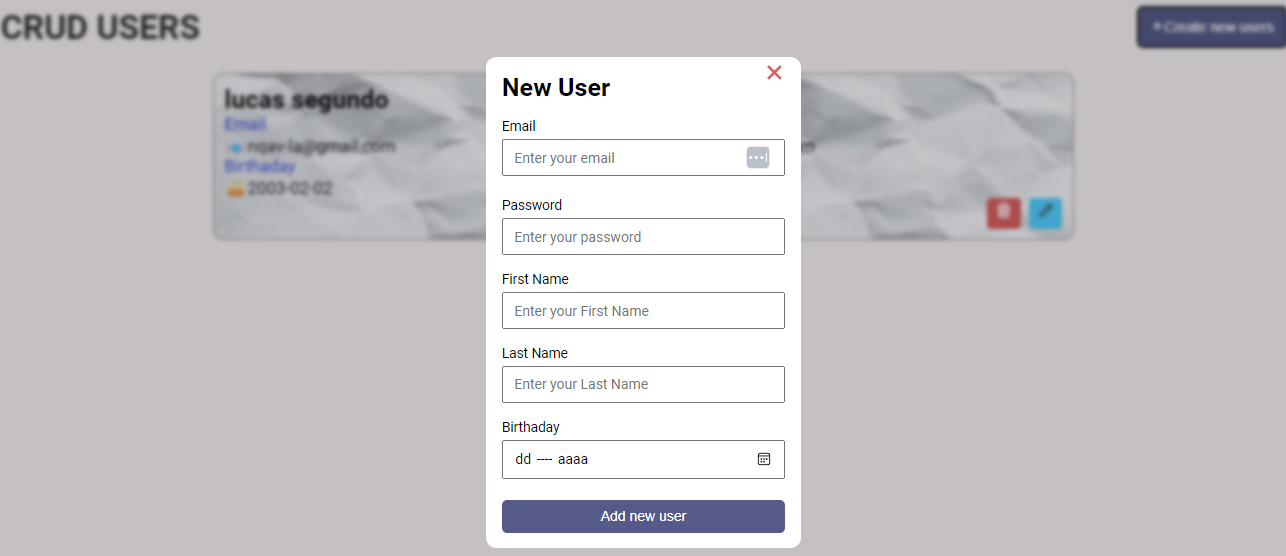 CRUD USERS
+Create new users
lucas segundo
Email
nqav-la@gmail.com
Birthaday
2003-02-02
New User
Email
Enter your email
Password
Enter your password
First Name
Enter your First Name
Last Name
Enter your Last Name
Birthaday
dd ---- aaaa
Add new user